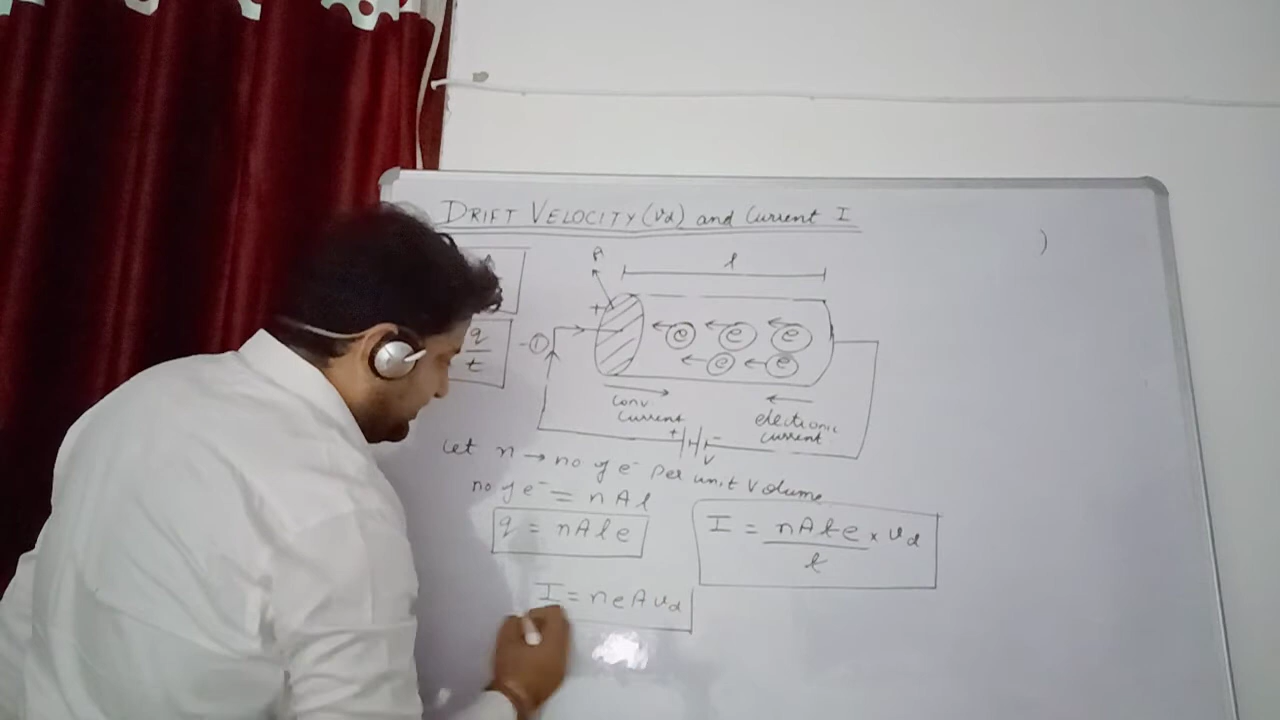 DRIFT VELOCITY (vd) and Current I
A
l
+
q/t
- ①
e e e
e e
Conv Current
electronic current
+ -
V
Let n → no of e⁻ per unit Volume
no of e⁻ = nAl
q = nAle
I = nAle/l × vd
I = neAvd